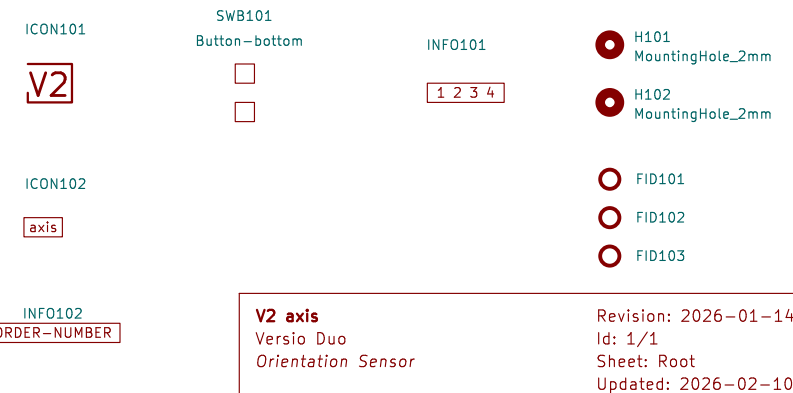 ICON101
V2
SWB101
Button-bottom
INFO101
1 2 3 4
H101
MountingHole_2mm
H102
MountingHole_2mm
ICON102
axis
FID101
FID102
FID103
INFO102
ORDER-NUMBER
V2 axis
Versio Duo
Orientation Sensor
Revision: 2026-01-14
Id: 1/1
Sheet: Root
Updated: 2026-02-10